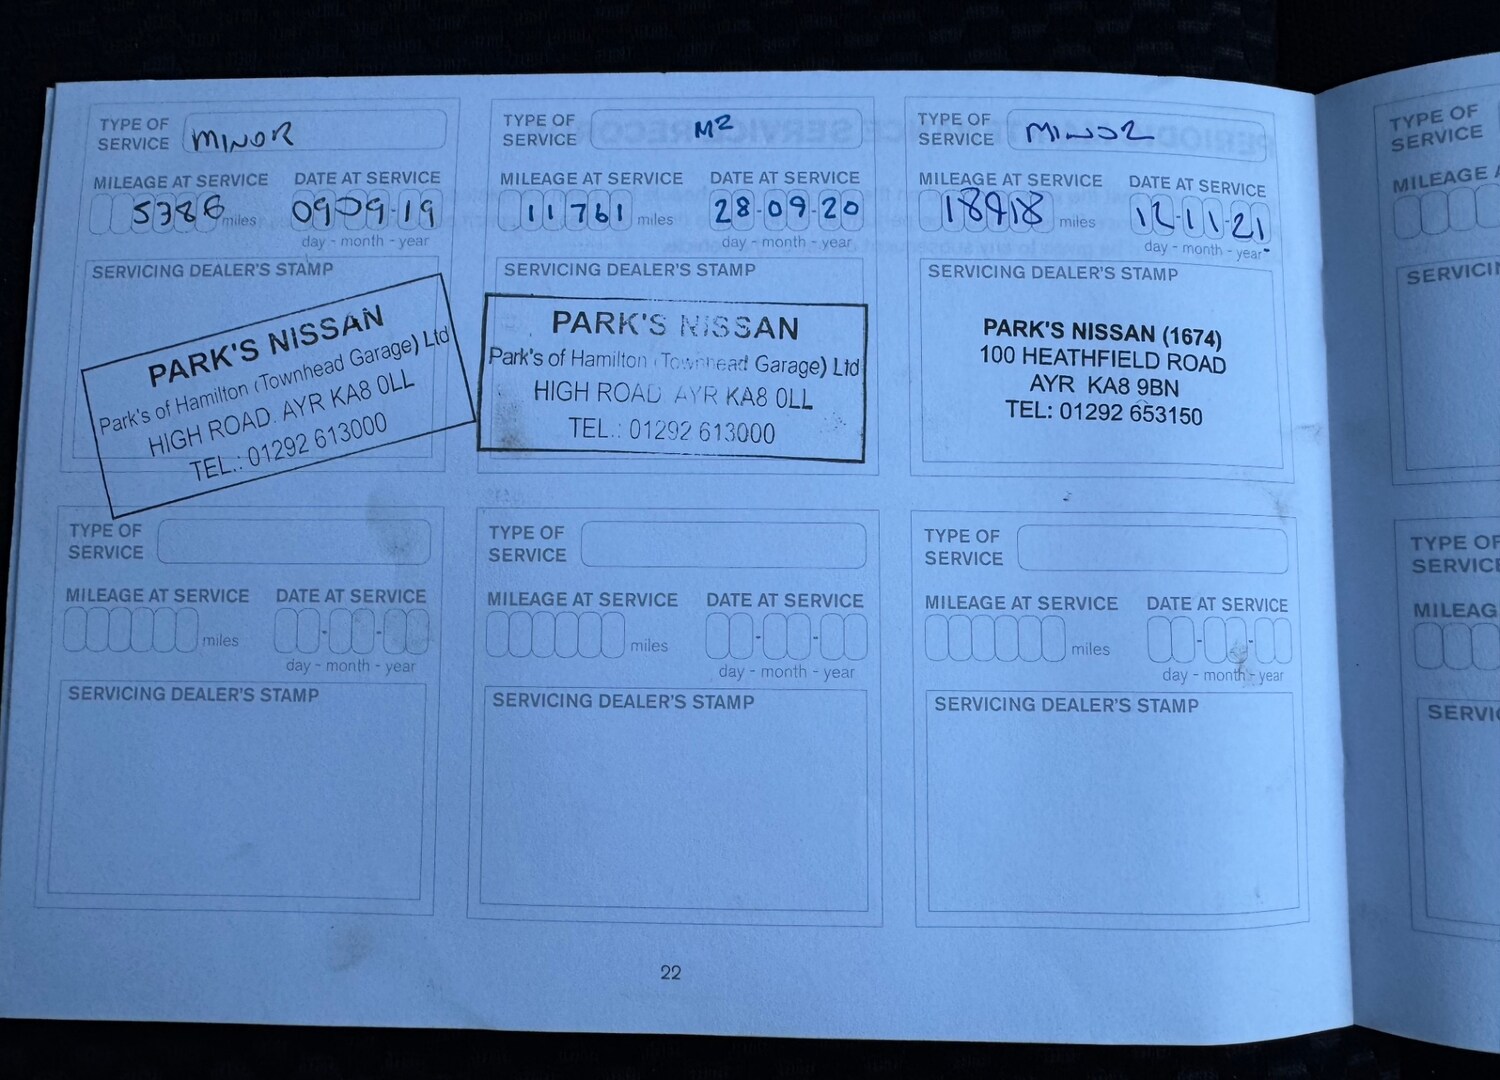 TYPE OF SERVICE MINOR
MILEAGE AT SERVICE DATE AT SERVICE
5386 miles 09-09-19
day - month - year
SERVICING DEALER'S STAMP
PARK'S NISSAN
Park's of Hamilton (Townhead Garage) Ltd
HIGH ROAD. AYR KA8 0LL
TEL.: 01292 613000
TYPE OF SERVICE M2
MILEAGE AT SERVICE DATE AT SERVICE
11761 miles 28-09-20
day - month - year
SERVICING DEALER'S STAMP
PARK'S NISSAN
Park's of Hamilton (Townhead Garage) Ltd
HIGH ROAD AYR KA8 0LL
TEL.: 01292 613000
TYPE OF SERVICE MINOR
MILEAGE AT SERVICE DATE AT SERVICE
18918 miles 12-11-21
day - month - year
SERVICING DEALER'S STAMP
PARK'S NISSAN (1674)
100 HEATHFIELD ROAD
AYR KA8 9BN
TEL: 01292 653150
TYPE OF
SERVICE
MILEAGE AT SERVICE DATE AT SERVICE
miles
day - month - year
SERVICING DEALER'S STAMP
TYPE OF
SERVICE
MILEAGE AT SERVICE DATE AT SERVICE
miles
day - month - year
SERVICING DEALER'S STAMP
TYPE OF
SERVICE
MILEAGE AT SERVICE DATE AT SERVICE
miles
day - month - year
SERVICING DEALER'S STAMP
22
TYPE OF
SERVICE
MILEAGE
TYPE OF
SERVICE